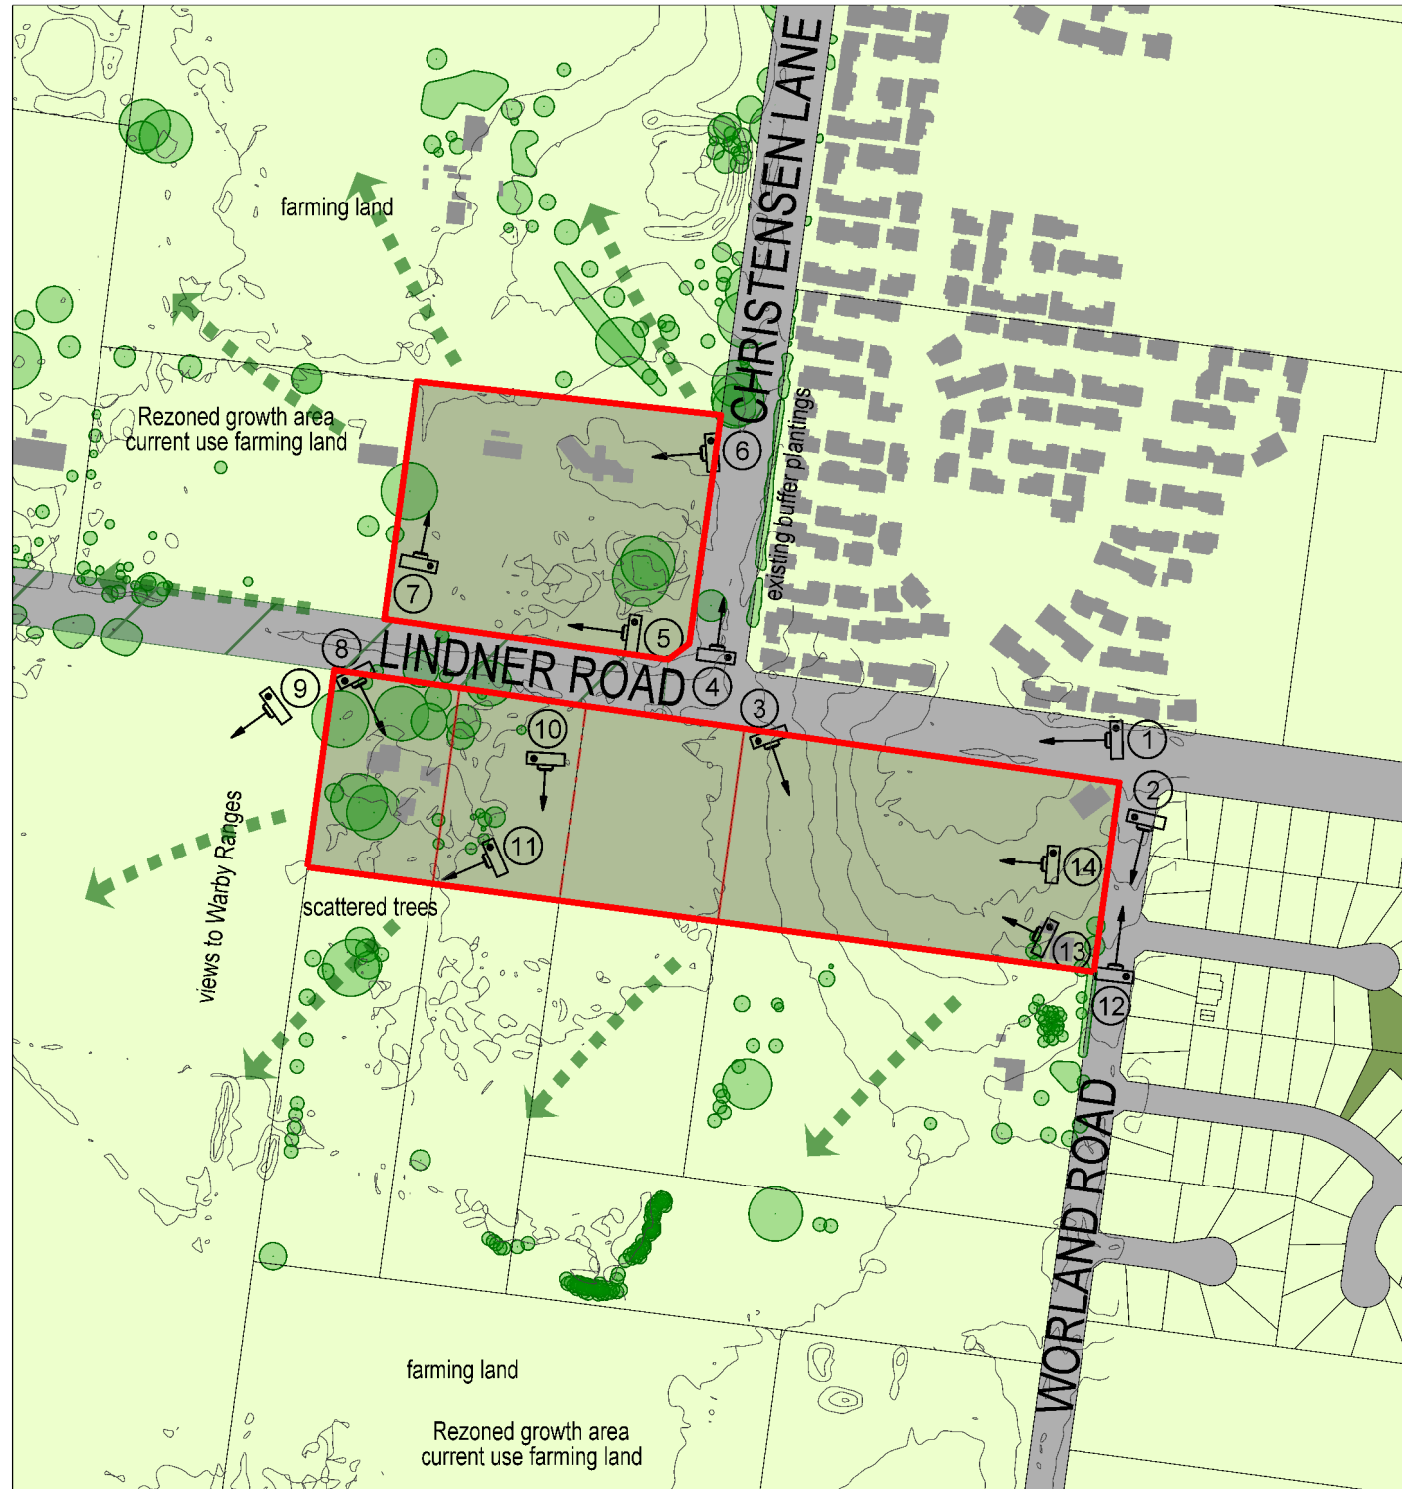 CHRISTENSEN LANE
farming land
Rezoned growth area
current use farming land
existing buffer plantings
6
7
5
8
LINDNER ROAD
4
9
3
10
1
2
views to Warby Ranges
11
14
scattered trees
13
12
WORLAND ROAD
farming land
Rezoned growth area
current use farming land